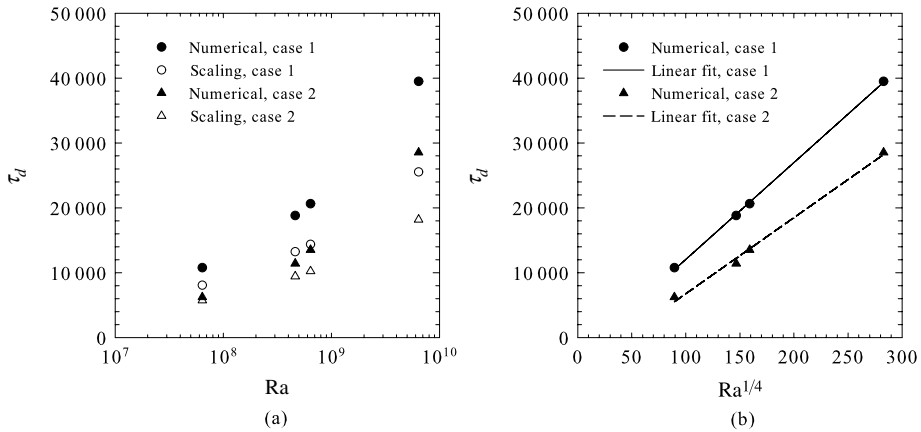 50 000
40 000
30 000
20 000
10 000
0
τd
Numerical, case 1
Scaling, case 1
Numerical, case 2
Scaling, case 2
10^7
10^8
10^9
10^10
Ra
(a)
50 000
40 000
30 000
20 000
10 000
0
τd
Numerical, case 1
Linear fit, case 1
Numerical, case 2
Linear fit, case 2
0 50 100 150 200 250 300
Ra^1/4
(b)